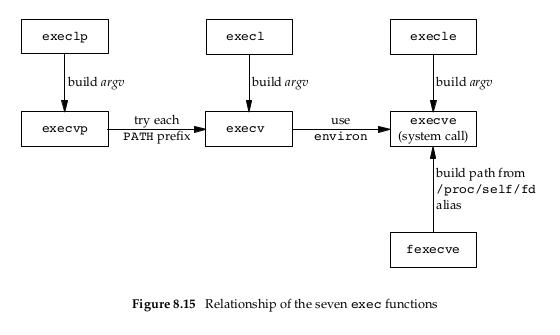 execlp
execl
execle
build argv
build argv
build argv
execvp
try each
PATH prefix
execv
use
environ
execve
(system call)
build path from
/proc/self/fd
alias
fexecve
Figure 8.15 Relationship of the seven exec functions